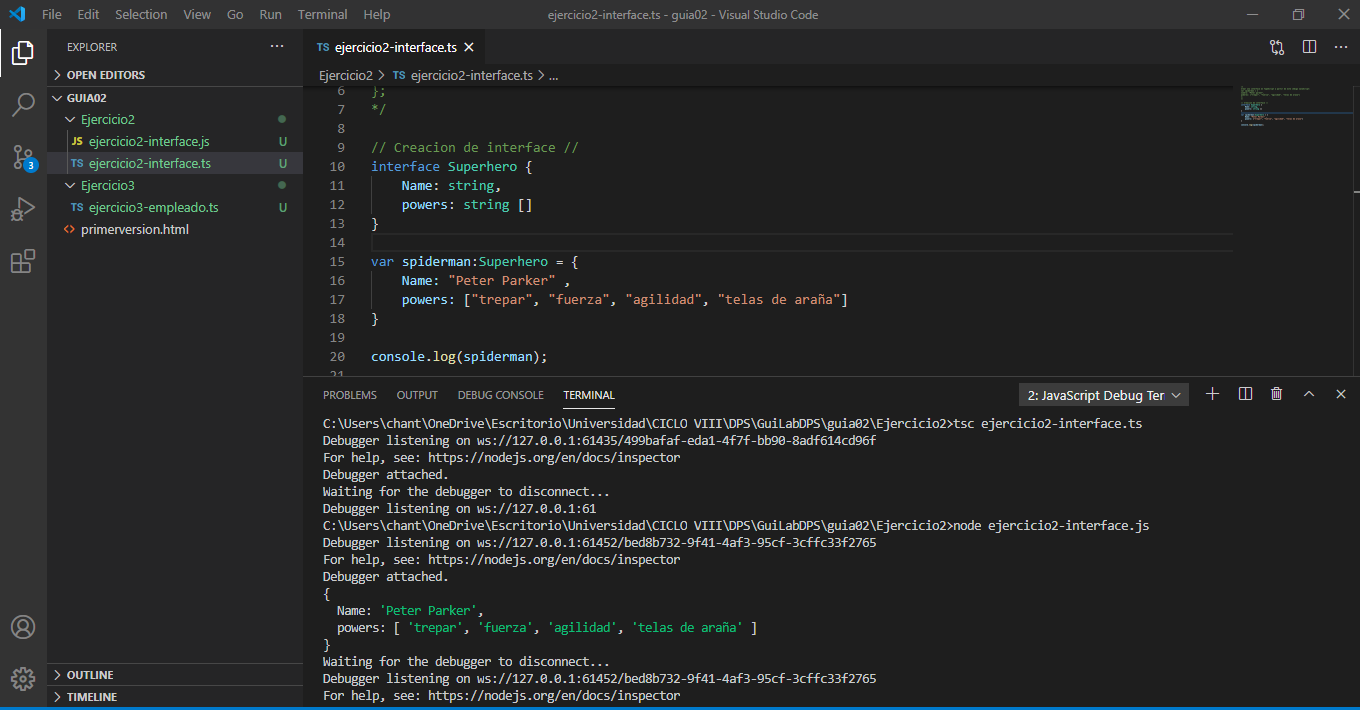 File Edit Selection View Go Run Terminal Help ejercicio2-interface.ts - guia02 - Visual Studio Code
EXPLORER
OPEN EDITORS
GUIA02
Ejercicio2
JS ejercicio2-interface.js U
TS ejercicio2-interface.ts U
Ejercicio3
TS ejercicio3-empleado.ts U
<> primerversion.html
3
OUTLINE
TIMELINE
TS ejercicio2-interface.ts
Ejercicio2 > TS ejercicio2-interface.ts > ...
6 };
7 */
8
9 // Creacion de interface //
10 interface Superhero {
11 Name: string,
12 powers: string []
13 }
14
15 var spiderman:Superhero = {
16 Name: "Peter Parker" ,
17 powers: ["trepar", "fuerza", "agilidad", "telas de araña"]
18 }
19
20 console.log(spiderman);
21
PROBLEMS OUTPUT DEBUG CONSOLE TERMINAL 2: JavaScript Debug Ter
C:\Users\chant\OneDrive\Escritorio\Universidad\CICLO VIII\DPS\GuiLabDPS\guia02\Ejercicio2>tsc ejercicio2-interface.ts
Debugger listening on ws://127.0.0.1:61435/499bafaf-eda1-4f7f-bb90-8adf614cd96f
For help, see: https://nodejs.org/en/docs/inspector
Debugger attached.
Waiting for the debugger to disconnect...
Debugger listening on ws://127.0.0.1:61
C:\Users\chant\OneDrive\Escritorio\Universidad\CICLO VIII\DPS\GuiLabDPS\guia02\Ejercicio2>node ejercicio2-interface.js
Debugger listening on ws://127.0.0.1:61452/bed8b732-9f41-4af3-95cf-3cffc33f2765
For help, see: https://nodejs.org/en/docs/inspector
Debugger attached.
{
Name: 'Peter Parker',
powers: [ 'trepar', 'fuerza', 'agilidad', 'telas de araña' ]
}
Waiting for the debugger to disconnect...
Debugger listening on ws://127.0.0.1:61452/bed8b732-9f41-4af3-95cf-3cffc33f2765
For help, see: https://nodejs.org/en/docs/inspector